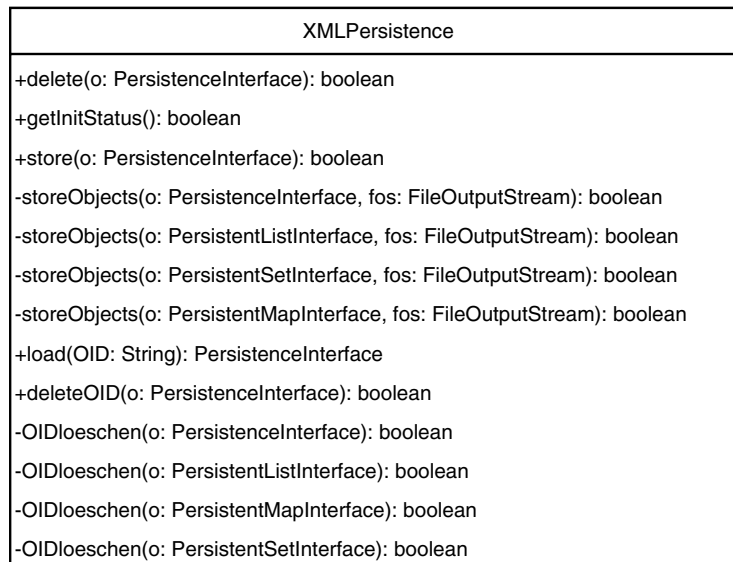 XMLPersistence
+delete(o: PersistenceInterface): boolean
+getInitStatus(): boolean
+store(o: PersistenceInterface): boolean
-storeObjects(o: PersistenceInterface, fos: FileOutputStream): boolean
-storeObjects(o: PersistentListInterface, fos: FileOutputStream): boolean
-storeObjects(o: PersistentSetInterface, fos: FileOutputStream): boolean
-storeObjects(o: PersistentMapInterface, fos: FileOutputStream): boolean
+load(OID: String): PersistenceInterface
+deleteOID(o: PersistenceInterface): boolean
-OIDloeschen(o: PersistenceInterface): boolean
-OIDloeschen(o: PersistentListInterface): boolean
-OIDloeschen(o: PersistentMapInterface): boolean
-OIDloeschen(o: PersistentSetInterface): boolean